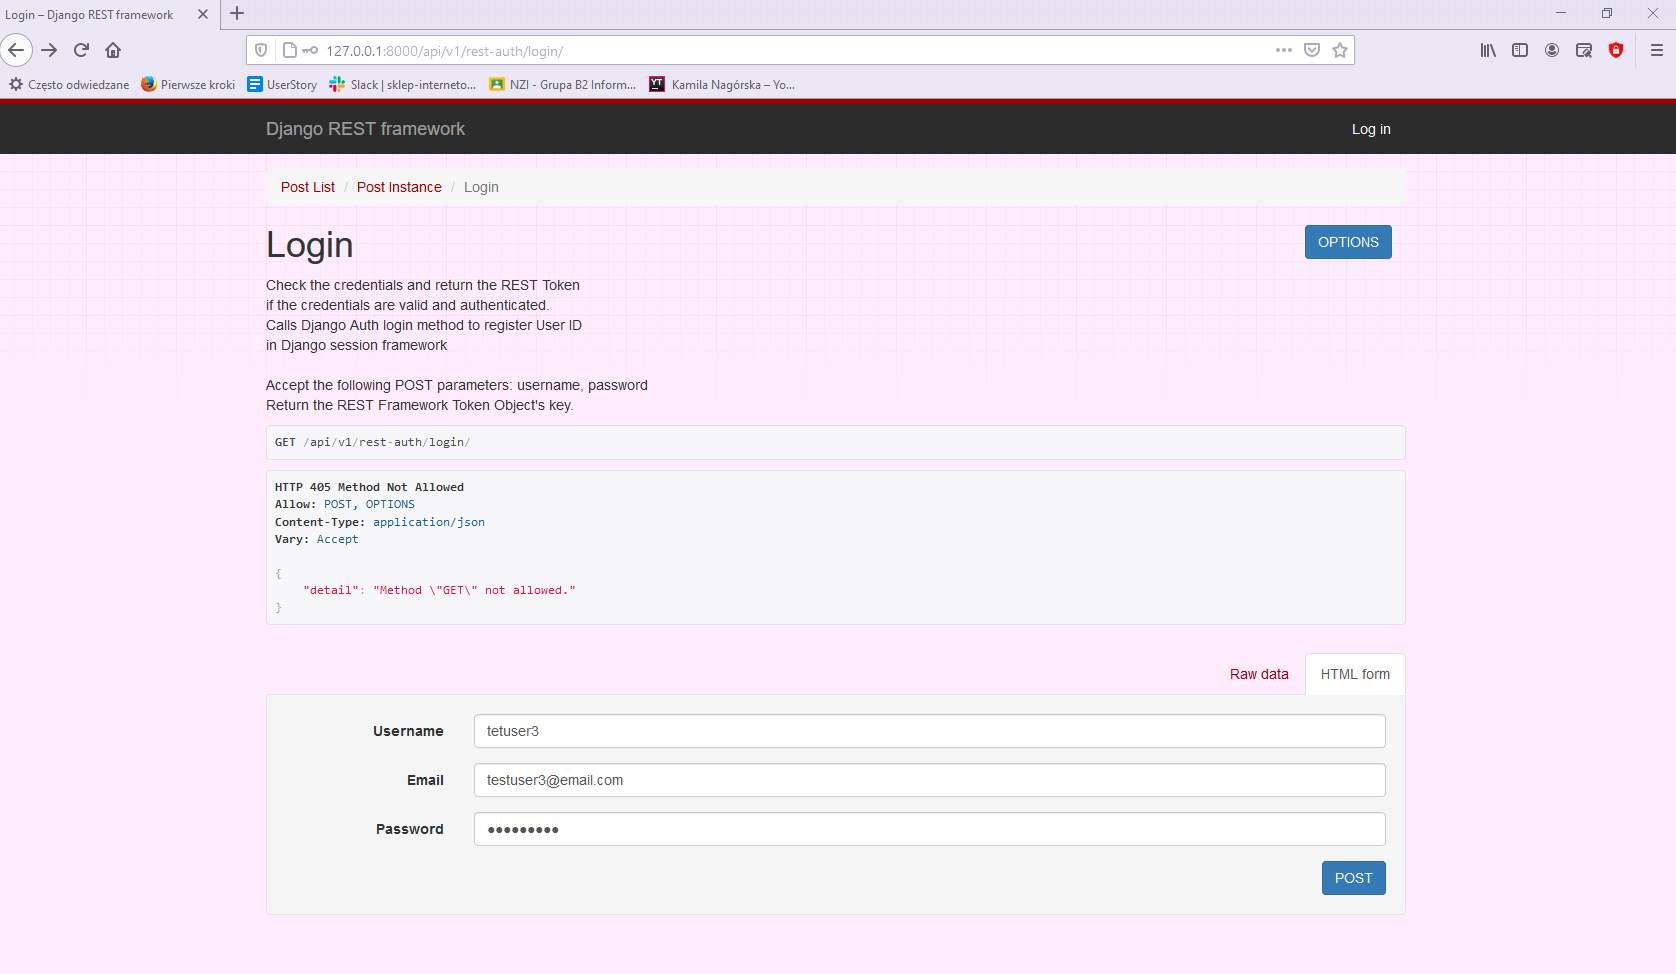 Login – Django REST framework
127.0.0.1:8000/api/v1/rest-auth/login/
Często odwiedzane Pierwsze kroki UserStory Slack | sklep-interneto... NZI - Grupa B2 Inform... YT Kamila Nagórska – Yo...
Django REST framework Log in
Post List / Post Instance / Login
Login OPTIONS
Check the credentials and return the REST Token
if the credentials are valid and authenticated.
Calls Django Auth login method to register User ID
in Django session framework
Accept the following POST parameters: username, password
Return the REST Framework Token Object's key.
GET /api/v1/rest-auth/login/
HTTP 405 Method Not Allowed
Allow: POST, OPTIONS
Content-Type: application/json
Vary: Accept
{
"detail": "Method \"GET\" not allowed."
}
Raw data HTML form
Username tetuser3
Email testuser3@email.com
Password ●●●●●●●●●
POST